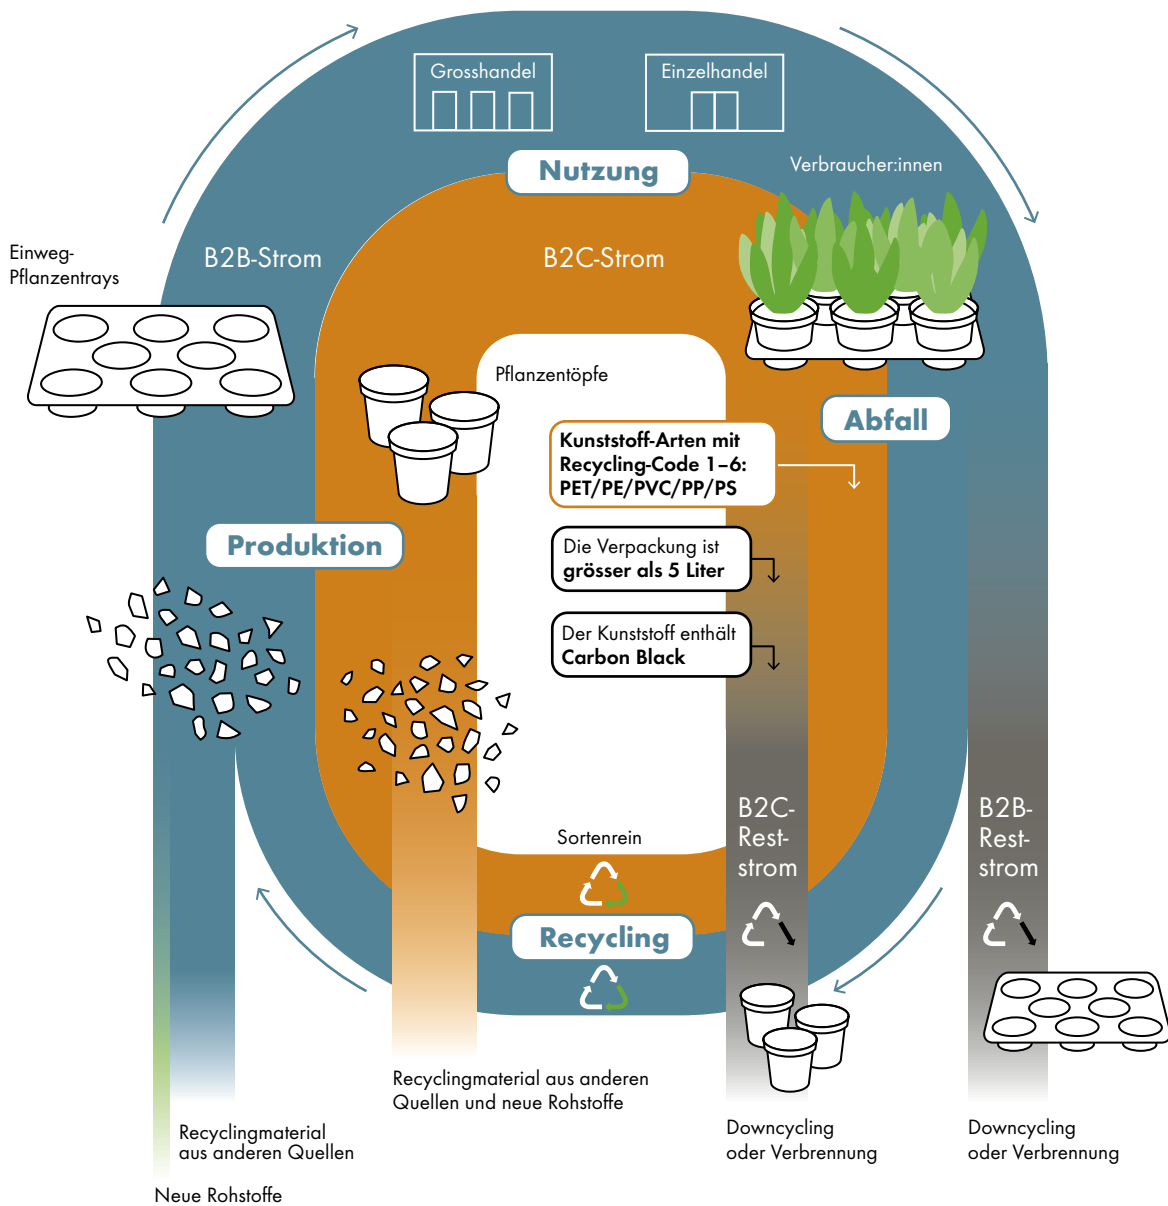 Grosshandel
Einzelhandel
Nutzung
Verbraucher:innen
Einweg-
Pflanzentrays
B2B-Strom
B2C-Strom
Pflanzentöpfe
Abfall
Kunststoff-Arten mit
Recycling-Code 1–6:
PET/PE/PVC/PP/PS
Produktion
Die Verpackung ist
grösser als 5 Liter
Der Kunststoff enthält
Carbon Black
B2C-
Rest-
strom
B2B-
Rest-
strom
Sortenrein
Recycling
Recyclingmaterial aus anderen
Quellen und neue Rohstoffe
Recyclingmaterial
aus anderen Quellen
Neue Rohstoffe
Downcycling
oder Verbrennung
Downcycling
oder Verbrennung